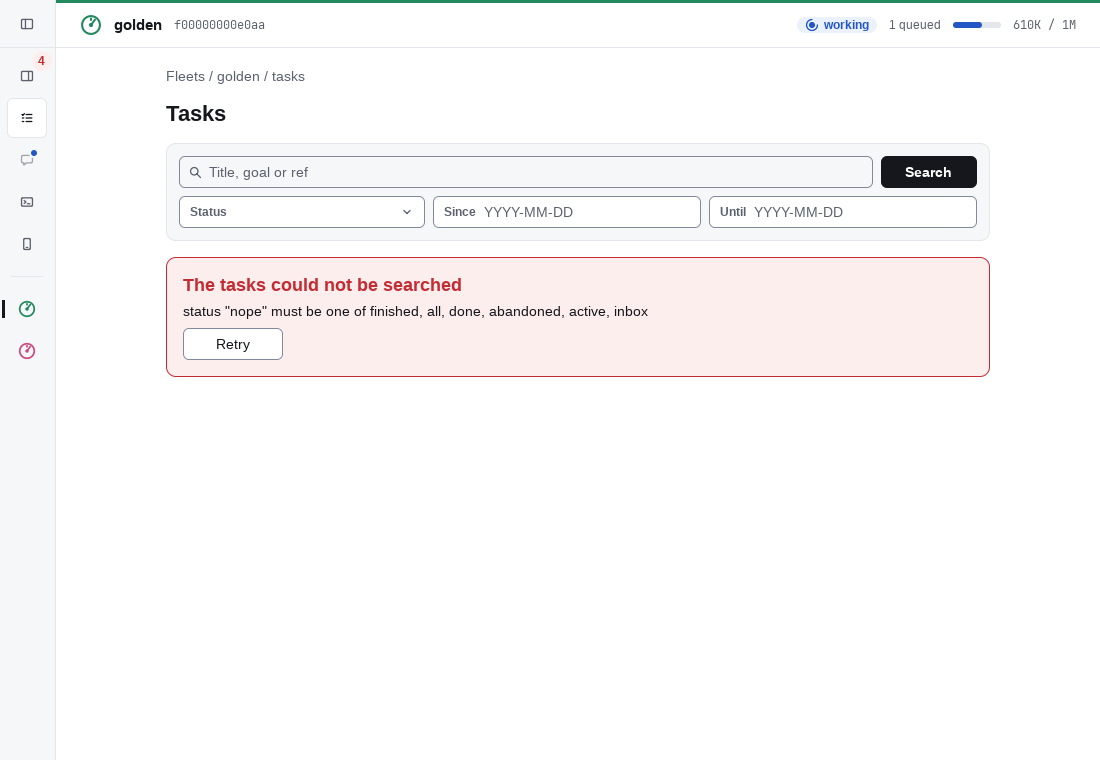 golden f00000000e0aa working 1 queued 610K / 1M
4
Fleets / golden / tasks
Tasks
Title, goal or ref Search
Status Since YYYY-MM-DD Until YYYY-MM-DD
The tasks could not be searched
status "nope" must be one of finished, all, done, abandoned, active, inbox
Retry